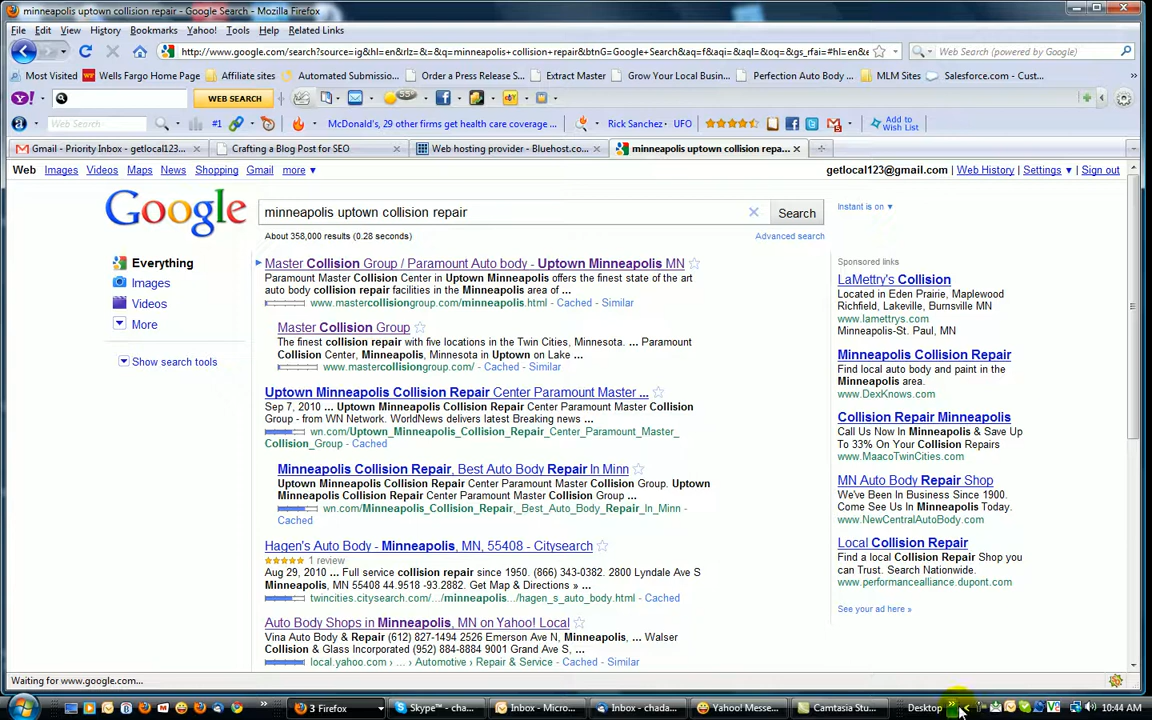 minneapolis uptown collision repair - Google Search - Mozilla Firefox
File Edit View History Bookmarks Yahoo! Tools Help Related Links
http://www.google.com/search?source=ig&hl=en&rlz=&=&q=minneapolis+collision+repair&btnG=Google+Search&aq=f&aqi=&aql=&oq=&gs_rfai=#hl=en&e
Web Search (powered by Google)
Most Visited Wells Fargo Home Page Affiliate sites Automated Submissio... Order a Press Release S... Extract Master Grow Your Local Busin... Perfection Auto Body ... MLM Sites Salesforce.com - Cust...
WEB SEARCH 55°
Web Search #1 McDonald's, 29 other firms get health care coverage ... Rick Sanchez UFO Add to Wish List
Gmail - Priority Inbox - getlocal123... Crafting a Blog Post for SEO Web hosting provider - Bluehost.co... minneapolis uptown collision repa...
Web Images Videos Maps News Shopping Gmail more
getlocal123@gmail.com | Web History | Settings | Sign out
Google
minneapolis uptown collision repair
Search
Instant is on
About 358,000 results (0.28 seconds)
Advanced search
Everything
Images
Videos
More
Show search tools
Master Collision Group / Paramount Auto body - Uptown Minneapolis MN
Paramount Master Collision Center in Uptown Minneapolis offers the finest state of the art
auto body collision repair facilities in the Minneapolis area of ...
www.mastercollisiongroup.com/minneapolis.html - Cached - Similar
Master Collision Group
The finest collision repair with five locations in the Twin Cities, Minnesota. ... Paramount
Collision Center, Minneapolis, Minnesota in Uptown on Lake ...
www.mastercollisiongroup.com/ - Cached - Similar
Uptown Minneapolis Collision Repair Center Paramount Master ...
Sep 7, 2010 ... Uptown Minneapolis Collision Repair Center Paramount Master Collision
Group - from WN Network. WorldNews delivers latest Breaking news ...
wn.com/Uptown_Minneapolis_Collision_Repair_Center_Paramount_Master_
Collision_Group - Cached
Minneapolis Collision Repair, Best Auto Body Repair In Minn
Uptown Minneapolis Collision Repair Center Paramount Master Collision Group. Uptown
Minneapolis Collision Repair Center Paramount Master Collision Group ...
wn.com/Minneapolis_Collision_Repair,_Best_Auto_Body_Repair_In_Minn -
Cached
Hagen's Auto Body - Minneapolis, MN, 55408 - Citysearch
1 review
Aug 29, 2010 ... Full service collision repair since 1950. (866) 343-0382. 2800 Lyndale Ave S
Minneapolis, MN 55408 44.9518 -93.2882. Get Map & Directions » ...
twincities.citysearch.com/.../minneapolis.../hagen_s_auto_body.html - Cached
Auto Body Shops in Minneapolis, MN on Yahoo! Local
Vina Auto Body & Repair (612) 827-1494 2526 Emerson Ave N, Minneapolis, ... Walser
Collision & Glass Incorporated (952) 884-8884 9001 Grand Ave S, ...
local.yahoo.com › ... › Automotive › Repair & Service - Cached - Similar
Sponsored links
LaMettry's Collision
Located in Eden Prairie, Maplewood
Richfield, Lakeville, Burnsville MN
www.lamettrys.com
Minneapolis-St. Paul, MN
Minneapolis Collision Repair
Find local auto body and paint in the
Minneapolis area.
www.DexKnows.com
Collision Repair Minneapolis
Call Us Now In Minneapolis & Save Up
To 33% On Your Collision Repairs
www.MaacoTwinCities.com
MN Auto Body Repair Shop
We've Been In Business Since 1900.
Come See Us In Minneapolis Today.
www.NewCentralAutoBody.com
Local Collision Repair
Find a local Collision Repair Shop you
can Trust. Search Nationwide.
www.performancealliance.dupont.com
See your ad here »
Waiting for www.google.com...
3 Firefox Skype™ - cha... Inbox - Micro... Inbox - chada... Yahoo! Messe... Camtasia Stu... Desktop » 10:44 AM